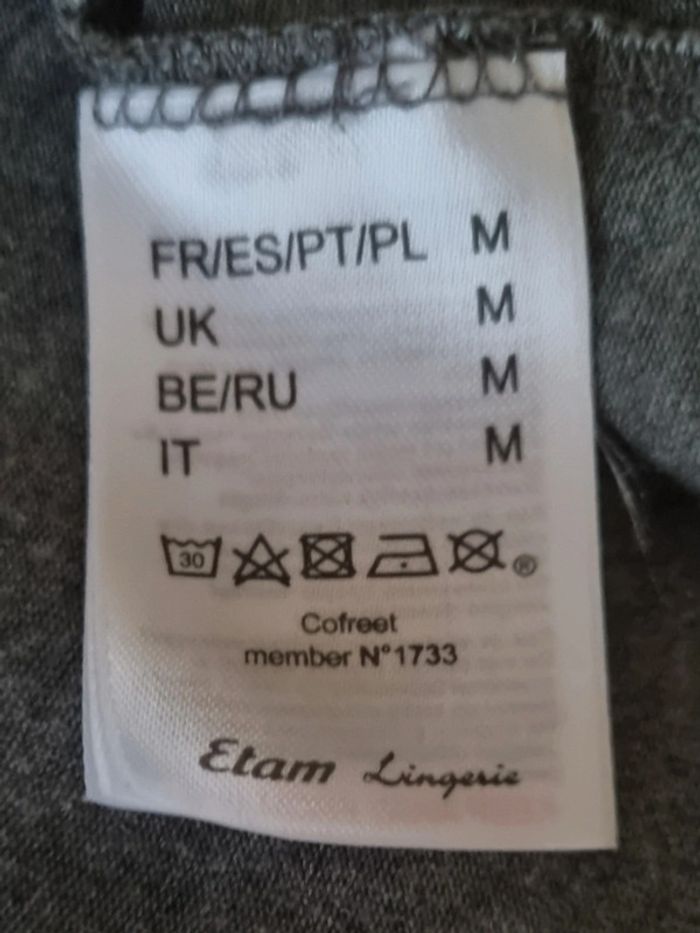 FR/ES/PT/PL M
UK M
BE/RU M
IT M
30 ®
Cofreet
member N°1733
Etam Lingerie